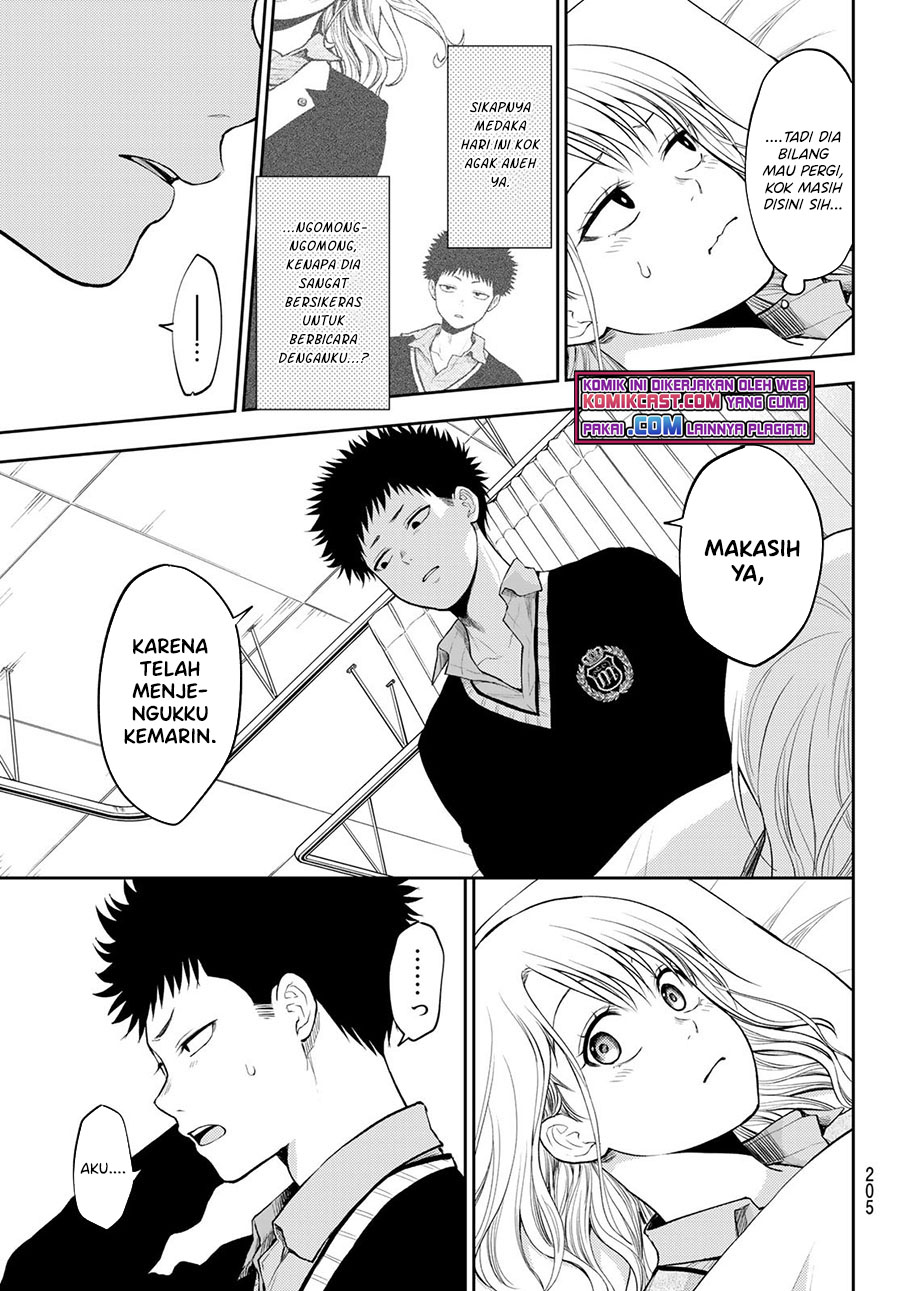 ....TADI DIA
BILANG
MAU PERGI,
KOK MASIH
DISINI SIH...
SIKAPNYA
MEDAKA
HARI INI KOK
AGAK ANEH
YA.
...NGOMONG-
NGOMONG,
KENAPA DIA
SANGAT
BERSIKERAS
UNTUK
BERBICARA
DENGANKU...?
KOMIK INI DIKERJAKAN OLEH WEB
KOMIKCAST.COM YANG CUMA
PAKAI .COM LAINNYA PLAGIAT!
MAKASIH
YA,
KARENA
TELAH
MENJE-
NGUKKU
KEMARIN.
......っ
AKU....
205